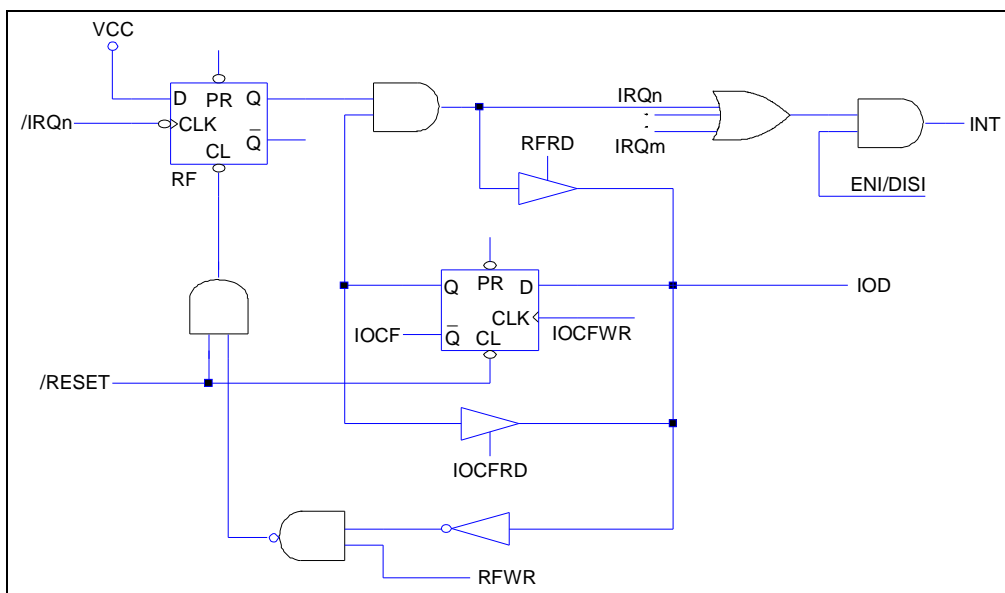 VCC
D
PR
Q
/IRQn
CLK
Q̅
CL
RF
IRQn
IRQm
INT
ENI/DISI
RFRD
Q
PR
D
IOD
CLK
IOCF
Q̅
CL
IOCFWR
/RESET
IOCFRD
RFWR